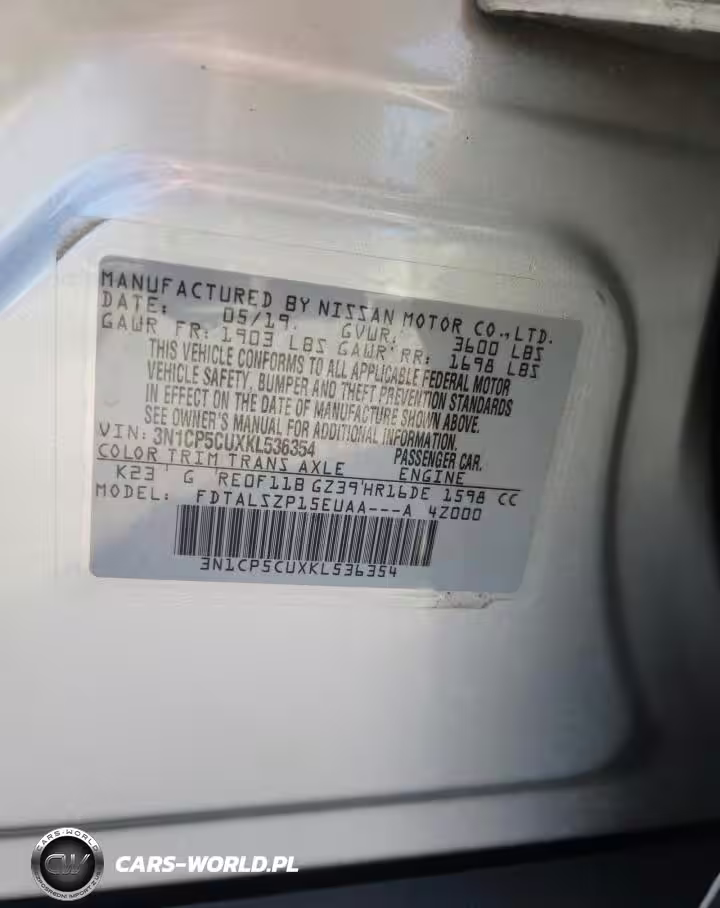 MANUFACTURED BY NISSAN MOTOR CO., LTD.
DATE: 05/19. GVWR: 3600 LBS
GAWR FR: 1903 LBS GAWR RR: 1698 LBS
THIS VEHICLE CONFORMS TO ALL APPLICABLE FEDERAL MOTOR
VEHICLE SAFETY, BUMPER AND THEFT PREVENTION STANDARDS
IN EFFECT ON THE DATE OF MANUFACTURE SHOWN ABOVE.
SEE OWNER'S MANUAL FOR ADDITIONAL INFORMATION.
VIN: 3N1CP5CUXKL536354 PASSENGER CAR.
COLOR TRIM TRANS AXLE ENGINE
K23 G RE0F11B GZ39 HR16DE 1598 CC
MODEL: FDTALSZP15EUAA---A 4Z000
3N1CP5CUXKL536354
CARS-WORLD
CW
CARS-WORLD.PL